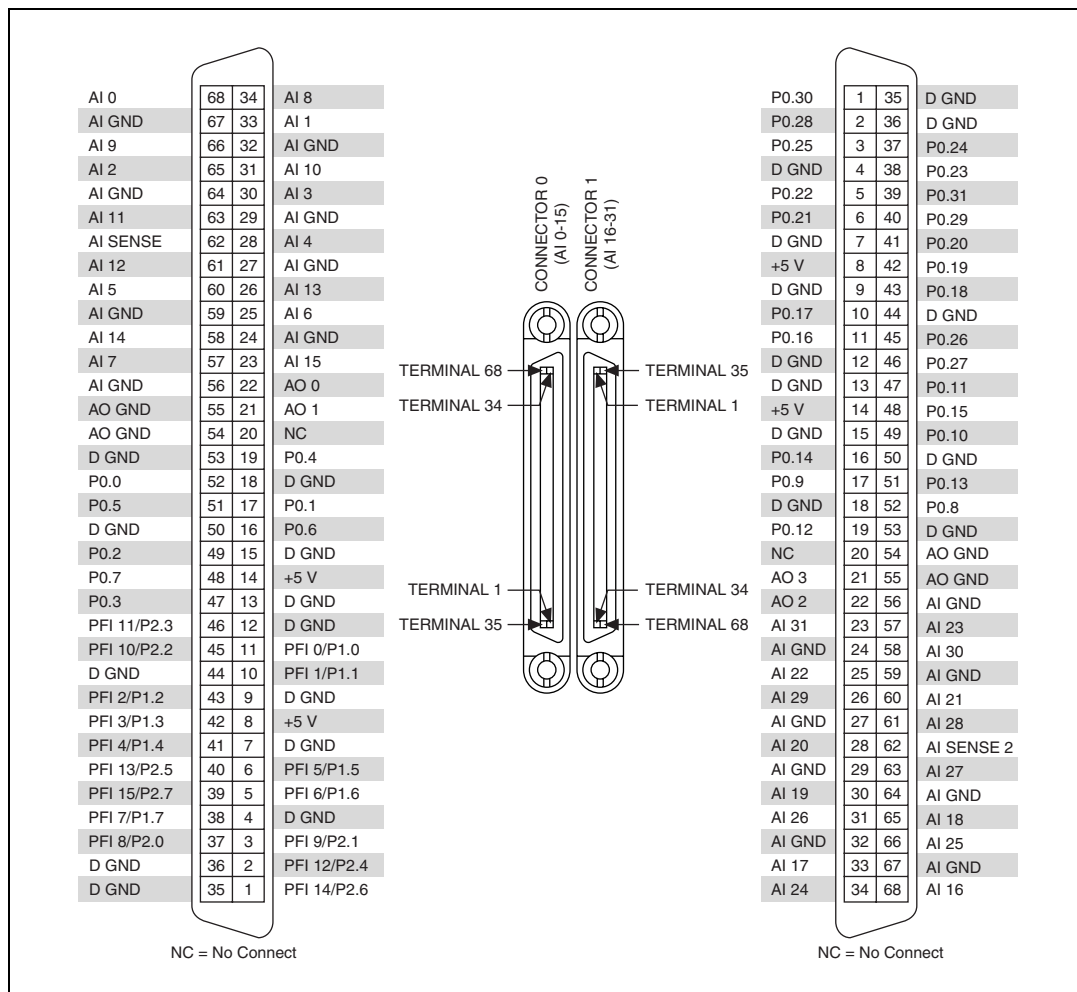 AI 0 68 34 AI 8
AI GND 67 33 AI 1
AI 9 66 32 AI GND
AI 2 65 31 AI 10
AI GND 64 30 AI 3
AI 11 63 29 AI GND
AI SENSE 62 28 AI 4
AI 12 61 27 AI GND
AI 5 60 26 AI 13
AI GND 59 25 AI 6
AI 14 58 24 AI GND
AI 7 57 23 AI 15
AI GND 56 22 AO 0
AO GND 55 21 AO 1
AO GND 54 20 NC
D GND 53 19 P0.4
P0.0 52 18 D GND
P0.5 51 17 P0.1
D GND 50 16 P0.6
P0.2 49 15 D GND
P0.7 48 14 +5 V
P0.3 47 13 D GND
PFI 11/P2.3 46 12 D GND
PFI 10/P2.2 45 11 PFI 0/P1.0
D GND 44 10 PFI 1/P1.1
PFI 2/P1.2 43 9 D GND
PFI 3/P1.3 42 8 +5 V
PFI 4/P1.4 41 7 D GND
PFI 13/P2.5 40 6 PFI 5/P1.5
PFI 15/P2.7 39 5 PFI 6/P1.6
PFI 7/P1.7 38 4 D GND
PFI 8/P2.0 37 3 PFI 9/P2.1
D GND 36 2 PFI 12/P2.4
D GND 35 1 PFI 14/P2.6
NC = No Connect
CONNECTOR 0
(AI 0-15)
CONNECTOR 1
(AI 16-31)
TERMINAL 68
TERMINAL 34
TERMINAL 35
TERMINAL 1
TERMINAL 1
TERMINAL 35
TERMINAL 34
TERMINAL 68
P0.30 1 35 D GND
P0.28 2 36 D GND
P0.25 3 37 P0.24
D GND 4 38 P0.23
P0.22 5 39 P0.31
P0.21 6 40 P0.29
D GND 7 41 P0.20
+5 V 8 42 P0.19
D GND 9 43 P0.18
P0.17 10 44 D GND
P0.16 11 45 P0.26
D GND 12 46 P0.27
D GND 13 47 P0.11
+5 V 14 48 P0.15
D GND 15 49 P0.10
P0.14 16 50 D GND
P0.9 17 51 P0.13
D GND 18 52 P0.8
P0.12 19 53 D GND
NC 20 54 AO GND
AO 3 21 55 AO GND
AO 2 22 56 AI GND
AI 31 23 57 AI 23
AI GND 24 58 AI 30
AI 22 25 59 AI GND
AI 29 26 60 AI 21
AI GND 27 61 AI 28
AI 20 28 62 AI SENSE 2
AI GND 29 63 AI 27
AI 19 30 64 AI GND
AI 26 31 65 AI 18
AI GND 32 66 AI 25
AI 17 33 67 AI GND
AI 24 34 68 AI 16
NC = No Connect